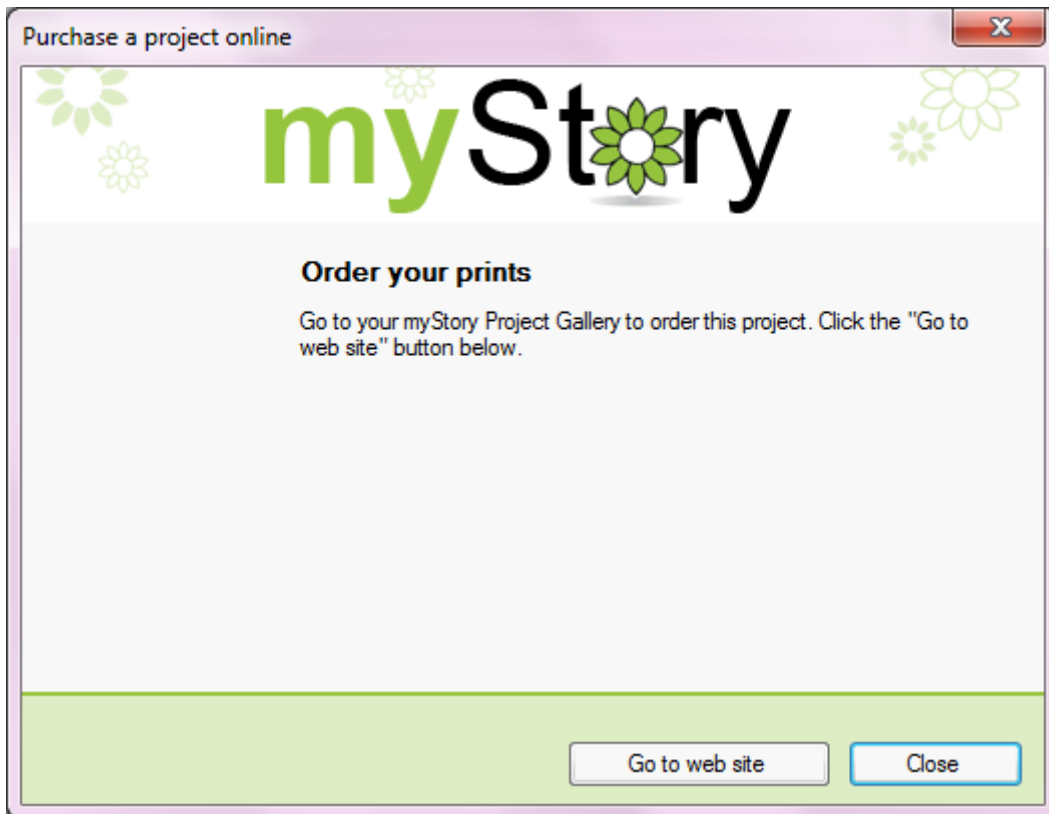 Purchase a project online
myStory
Order your prints
Go to your myStory Project Gallery to order this project. Click the "Go to
web site" button below.
Go to web site
Close